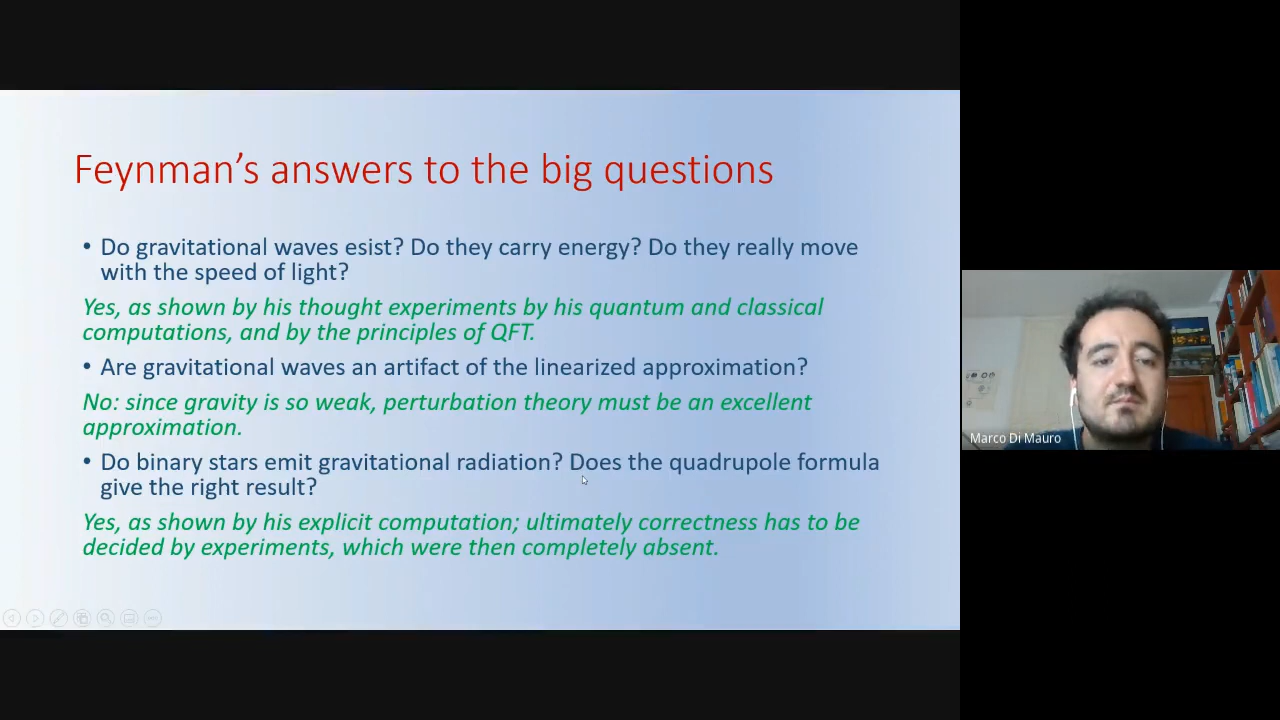 Feynman's answers to the big questions
• Do gravitational waves esist? Do they carry energy? Do they really move
with the speed of light?
Yes, as shown by his thought experiments by his quantum and classical
computations, and by the principles of QFT.
• Are gravitational waves an artifact of the linearized approximation?
No: since gravity is so weak, perturbation theory must be an excellent
approximation.
• Do binary stars emit gravitational radiation? Does the quadrupole formula
give the right result?
Yes, as shown by his explicit computation; ultimately correctness has to be
decided by experiments, which were then completely absent.
Marco Di Mauro